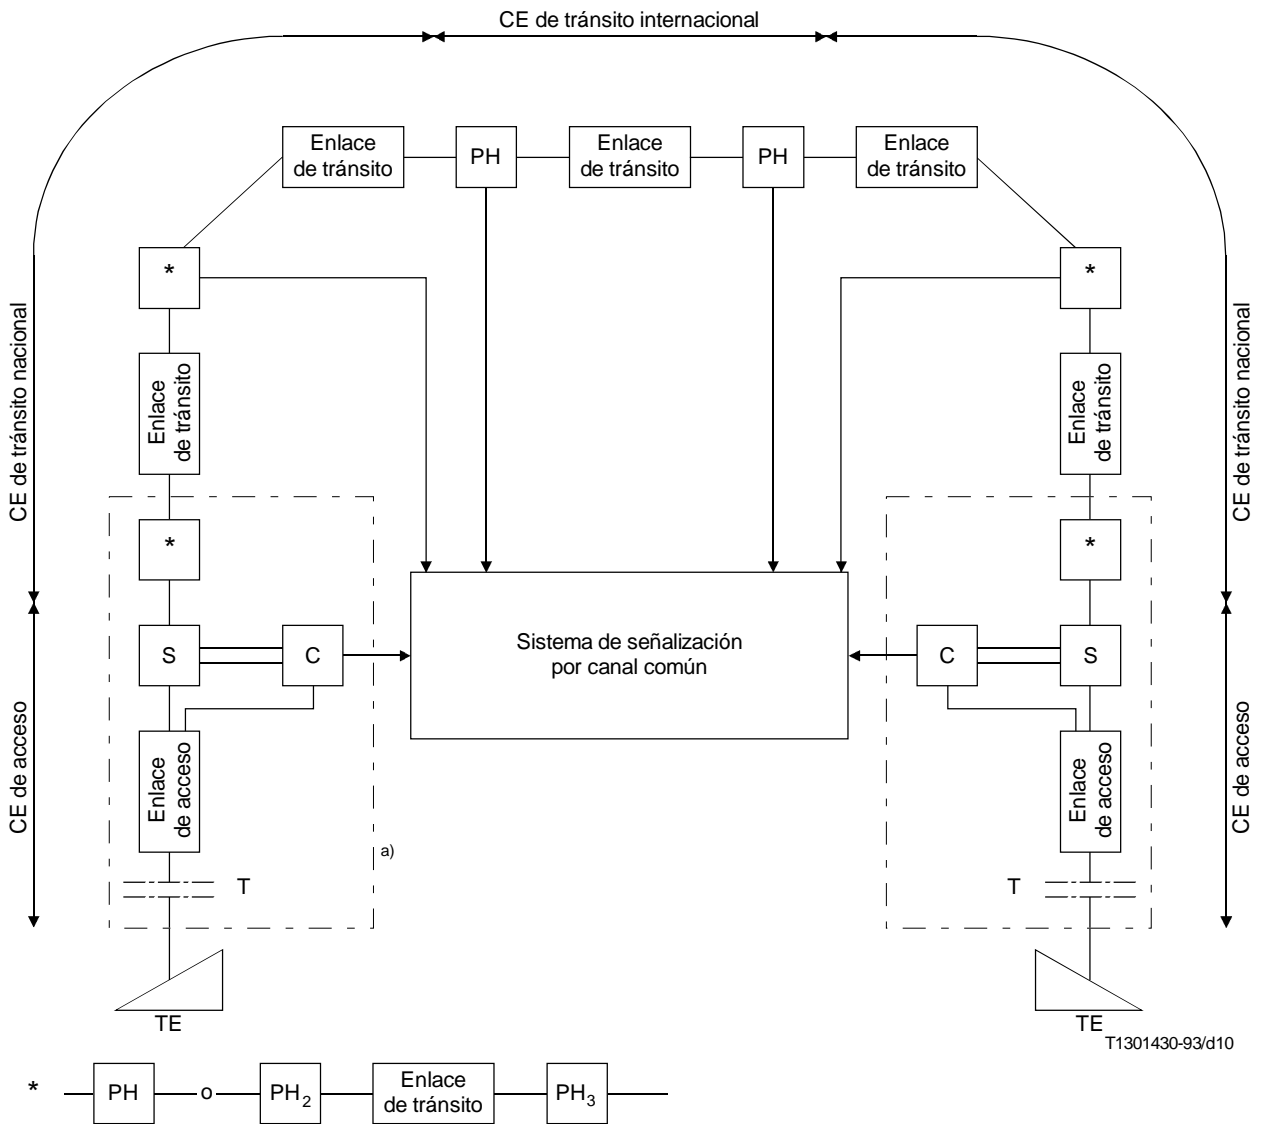 CE de tránsito internacional
Enlace
de tránsito
PH
Enlace
de tránsito
PH
Enlace
de tránsito
*
*
CE de tránsito nacional
Enlace
de tránsito
Enlace
de tránsito
CE de tránsito nacional
*
*
S
C
Sistema de señalización
por canal común
C
S
CE de acceso
Enlace
de acceso
Enlace
de acceso
CE de acceso
a)
T
T
TE
TE
T1301430-93/d10
* PH o PH2 Enlace
de tránsito PH3